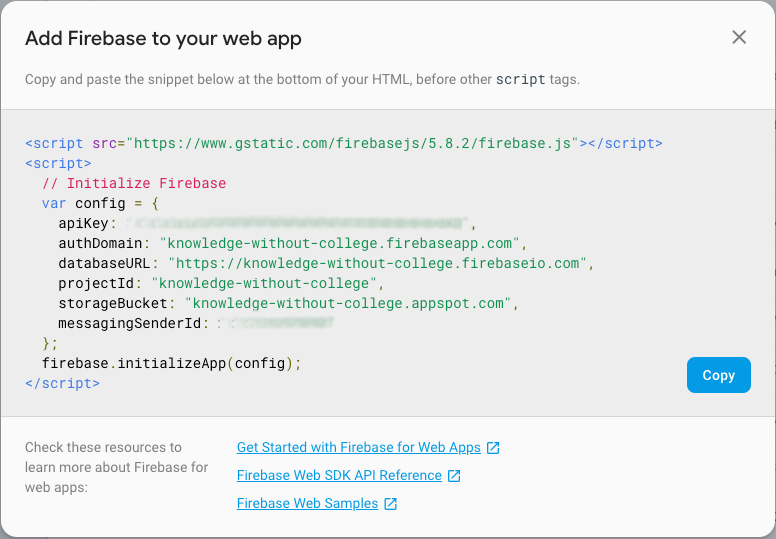 Add Firebase to your web app
Copy and paste the snippet below at the bottom of your HTML, before other script tags.
<script src="https://www.gstatic.com/firebasejs/5.8.2/firebase.js"></script>
<script>
// Initialize Firebase
var config = {
apiKey: "",
authDomain: "knowledge-without-college.firebaseapp.com",
databaseURL: "https://knowledge-without-college.firebaseio.com",
projectId: "knowledge-without-college",
storageBucket: "knowledge-without-college.appspot.com",
messagingSenderId:
};
firebase.initializeApp(config);
</script>
Copy
Check these resources to
learn more about Firebase for
web apps:
Get Started with Firebase for Web Apps
Firebase Web SDK API Reference
Firebase Web Samples